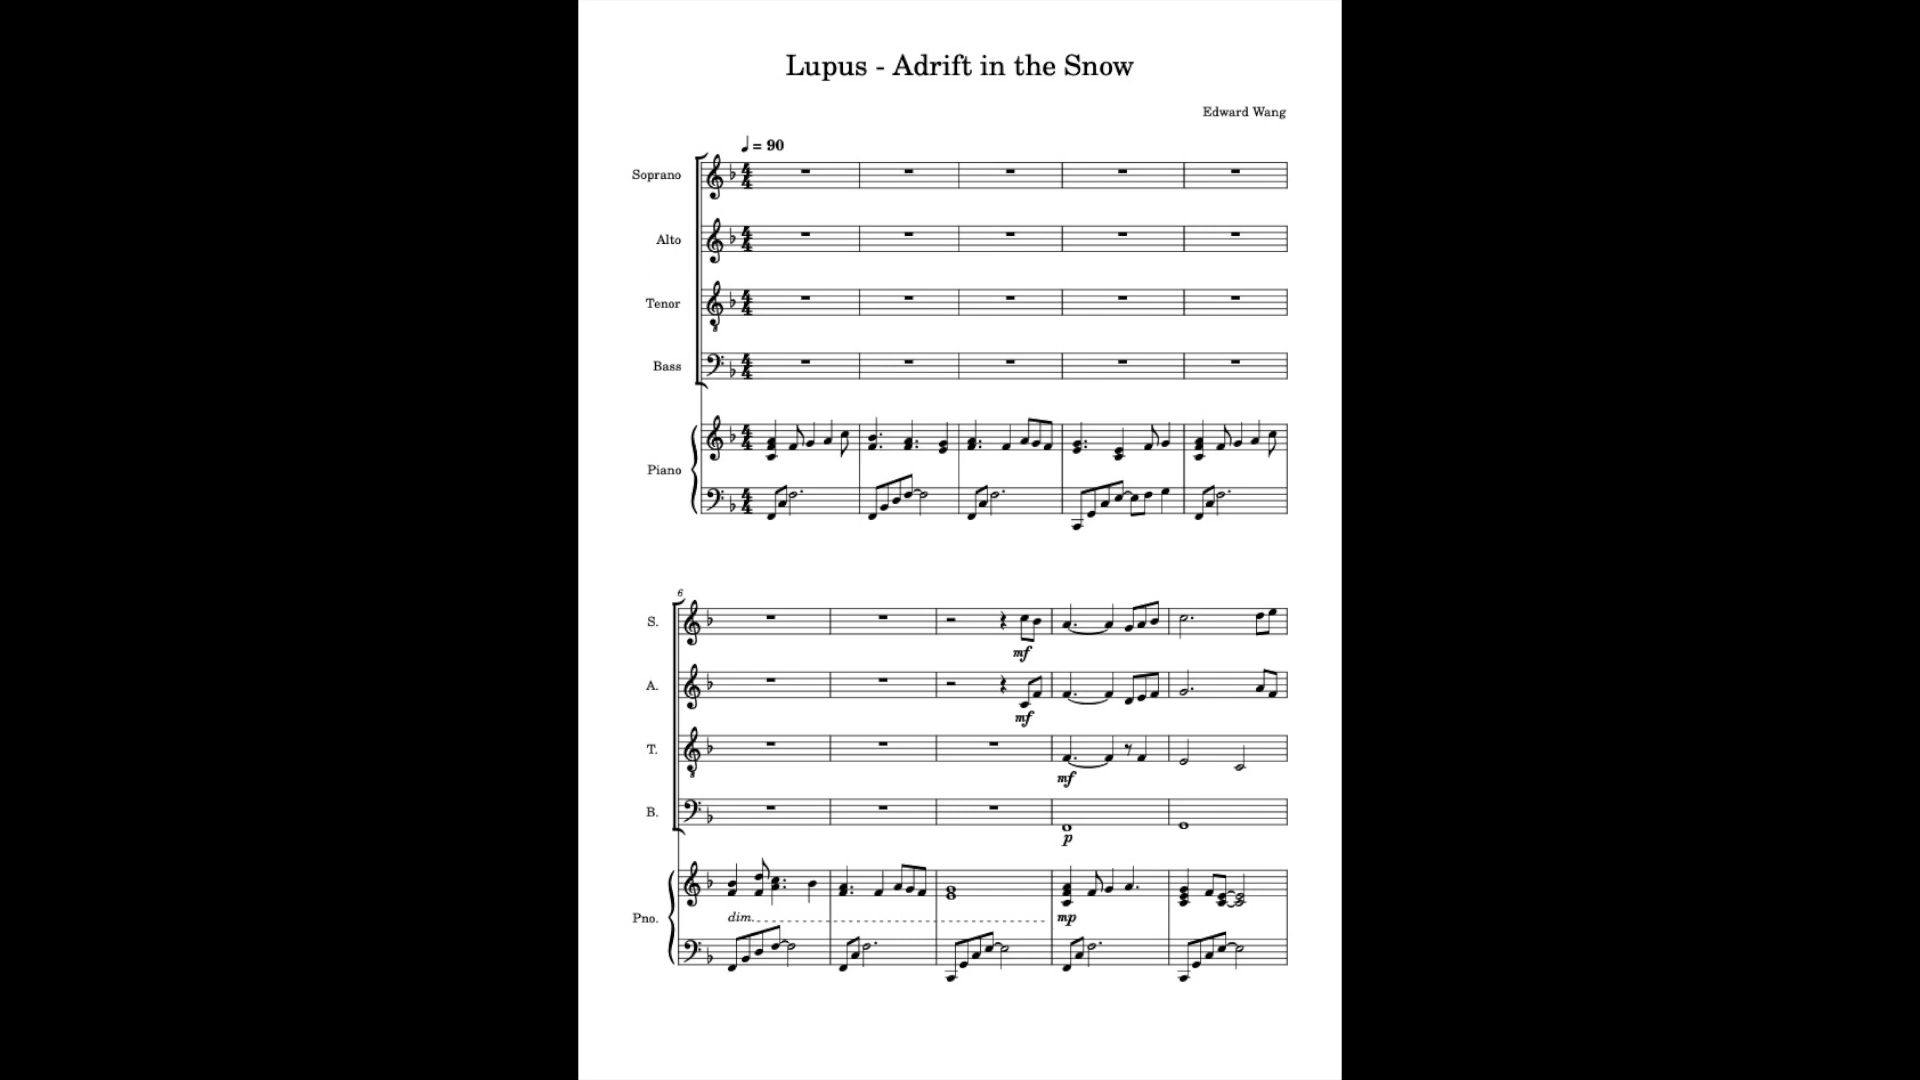 Lupus - Adrift in the Snow
Edward Wang
♩ = 90
Soprano
Alto
Tenor
Bass
Piano
6
S.
mf
A.
mf
T.
mf
B.
p
Pno.
dim.
mp